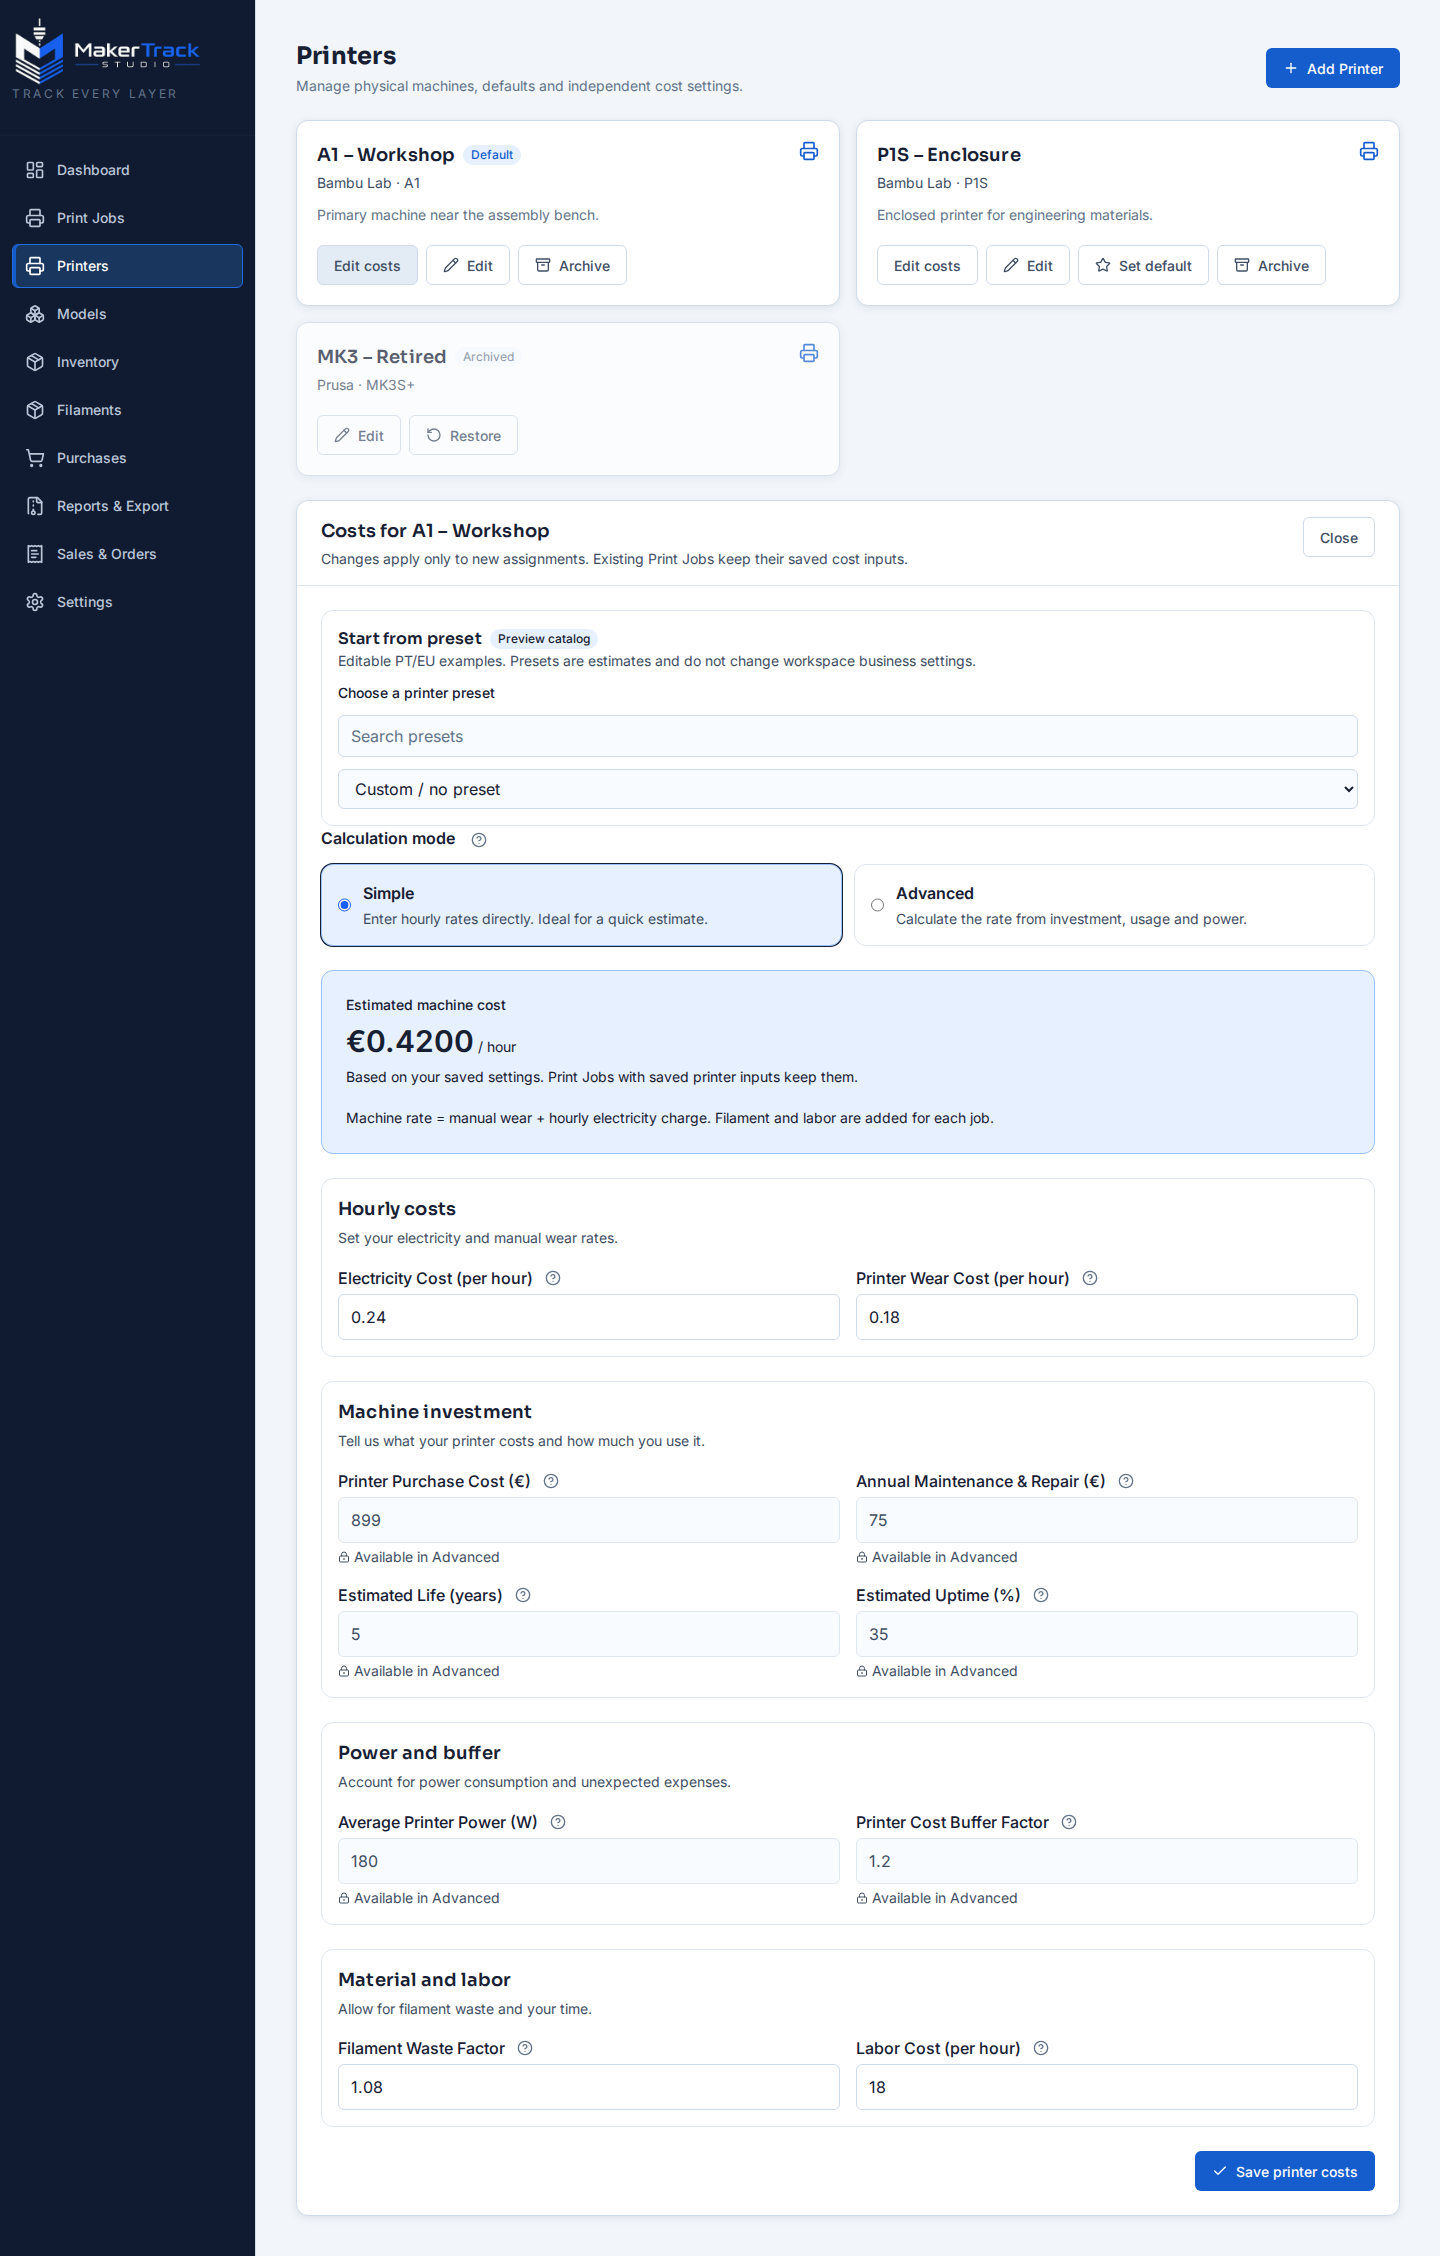 MakerTrack
STUDIO
TRACK EVERY LAYER
Dashboard
Print Jobs
Printers
Models
Inventory
Filaments
Purchases
Reports & Export
Sales & Orders
Settings
Printers
Manage physical machines, defaults and independent cost settings.
Add Printer
A1 – Workshop Default
Bambu Lab · A1
Primary machine near the assembly bench.
Edit costs Edit Archive
P1S – Enclosure
Bambu Lab · P1S
Enclosed printer for engineering materials.
Edit costs Edit Set default Archive
MK3 – Retired Archived
Prusa · MK3S+
Edit Restore
Costs for A1 – Workshop
Changes apply only to new assignments. Existing Print Jobs keep their saved cost inputs.
Close
Start from preset Preview catalog
Editable PT/EU examples. Presets are estimates and do not change workspace business settings.
Choose a printer preset
Search presets
Custom / no preset
Calculation mode
Simple
Enter hourly rates directly. Ideal for a quick estimate.
Advanced
Calculate the rate from investment, usage and power.
Estimated machine cost
€0.4200 / hour
Based on your saved settings. Print Jobs with saved printer inputs keep them.
Machine rate = manual wear + hourly electricity charge. Filament and labor are added for each job.
Hourly costs
Set your electricity and manual wear rates.
Electricity Cost (per hour)
0.24
Printer Wear Cost (per hour)
0.18
Machine investment
Tell us what your printer costs and how much you use it.
Printer Purchase Cost (€)
899
Available in Advanced
Annual Maintenance & Repair (€)
75
Available in Advanced
Estimated Life (years)
5
Available in Advanced
Estimated Uptime (%)
35
Available in Advanced
Power and buffer
Account for power consumption and unexpected expenses.
Average Printer Power (W)
180
Available in Advanced
Printer Cost Buffer Factor
1.2
Available in Advanced
Material and labor
Allow for filament waste and your time.
Filament Waste Factor
1.08
Labor Cost (per hour)
18
Save printer costs